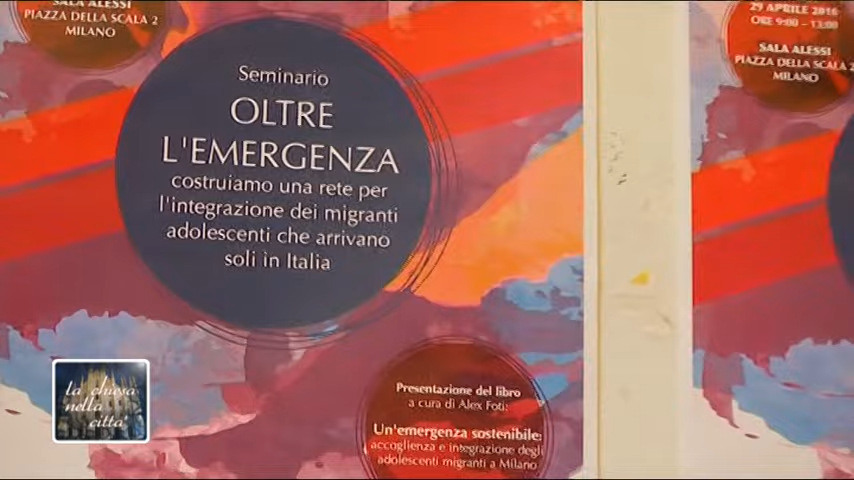 SALA ALESSI
PIAZZA DELLA SCALA 2
MILANO
Seminario
OLTRE
L'EMERGENZA
costruiamo una rete per
l'integrazione dei migranti
adolescenti che arrivano
soli in Italia
Presentazione del libro
a cura di Alex Foti:
Un'emergenza sostenibile:
accoglienza e integrazione degli
adolescenti migranti a Milano
29 APRILE 2016
ORE 9:00 - 13:00
SALA ALESSI
PIAZZA DELLA SCALA 2
MILANO
la chiesa
nella
città